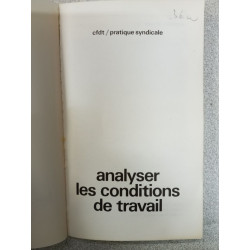 cfdt / pratique syndicale
analyser
les conditions
de travail